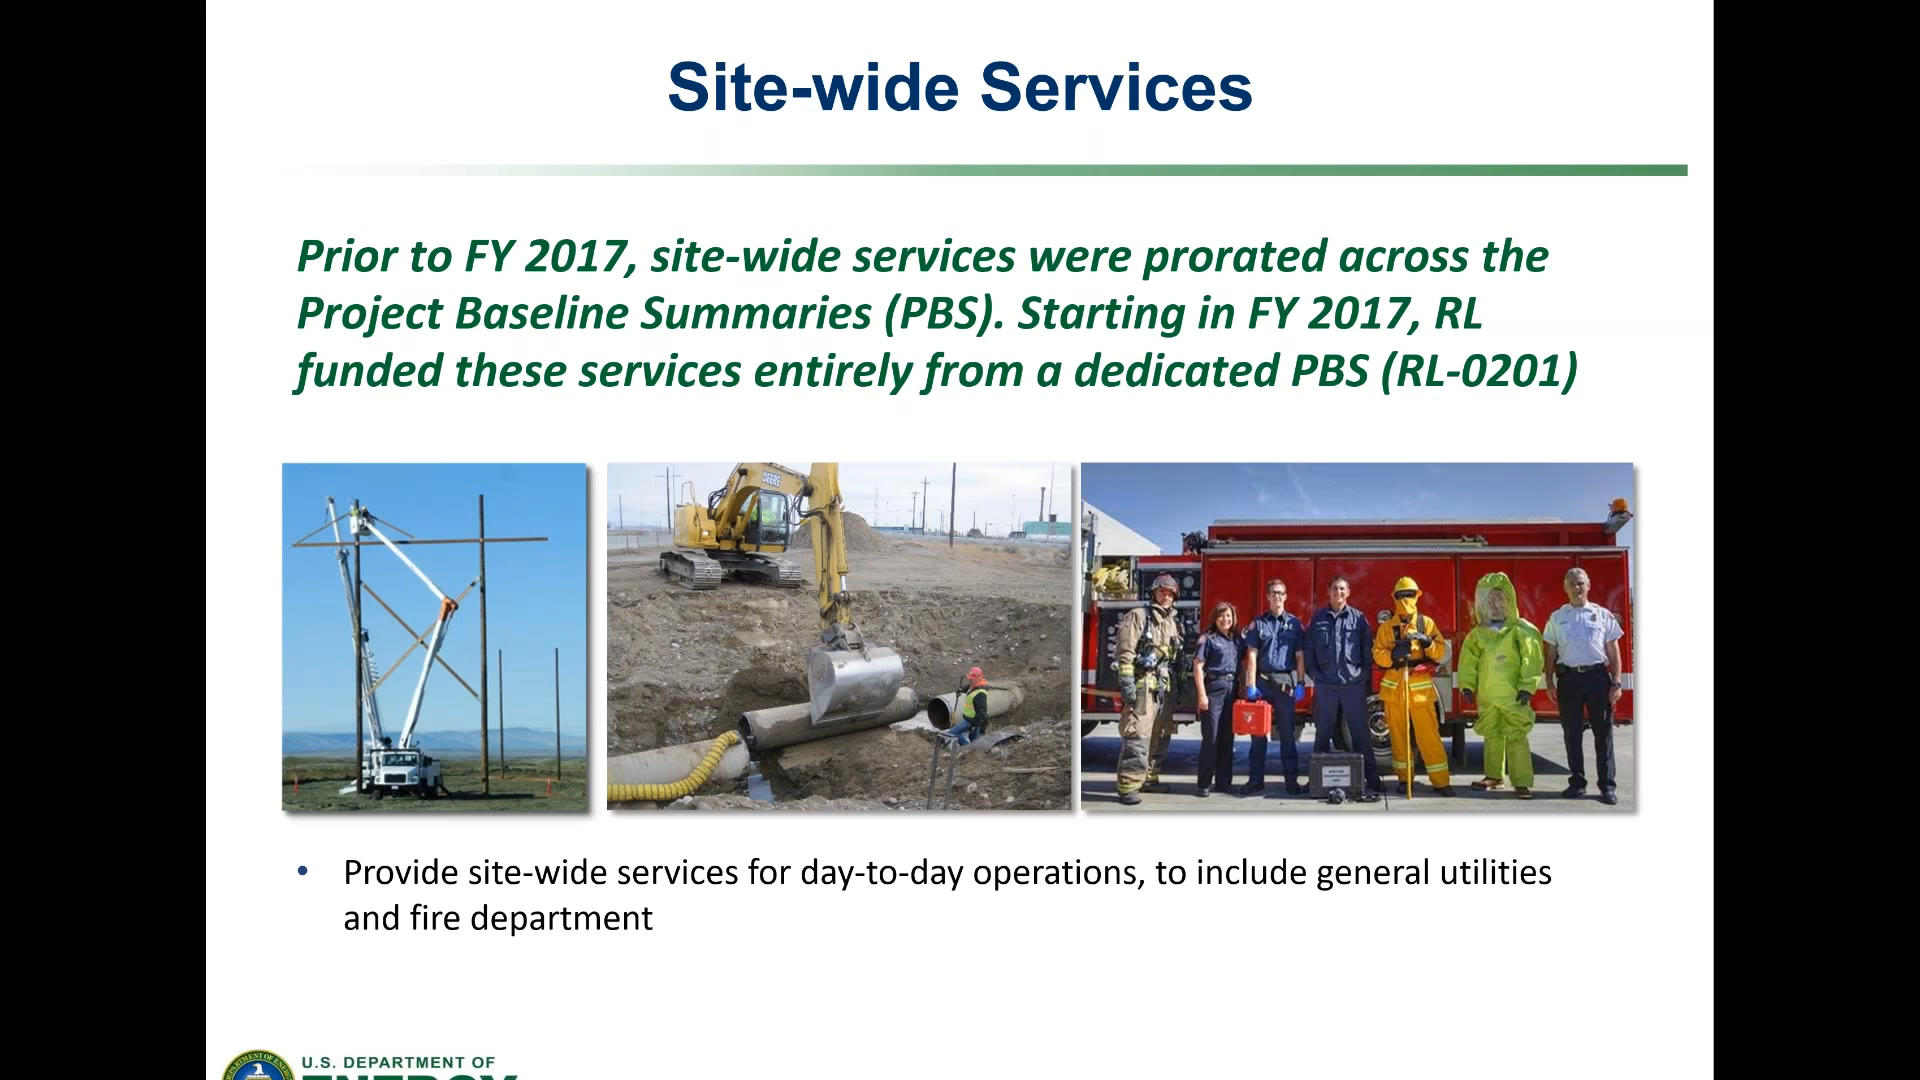 Site-wide Services
Prior to FY 2017, site-wide services were prorated across the
Project Baseline Summaries (PBS). Starting in FY 2017, RL
funded these services entirely from a dedicated PBS (RL-0201)
DEERE
• Provide site-wide services for day-to-day operations, to include general utilities
and fire department
U.S. DEPARTMENT OF
ENERGY